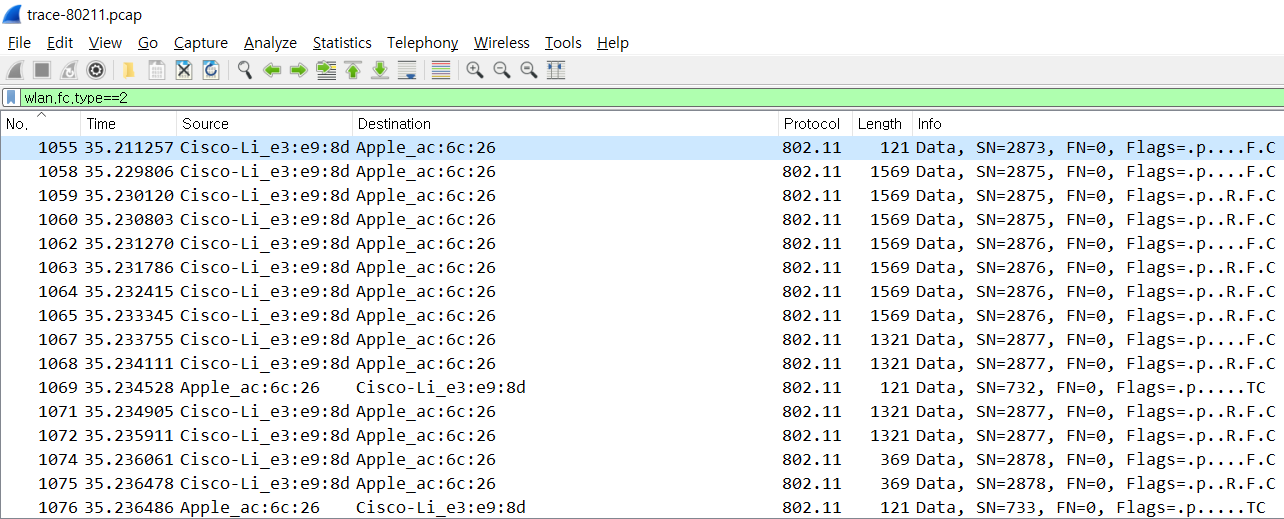 trace-80211.pcap
File Edit View Go Capture Analyze Statistics Telephony Wireless Tools Help
wlan.fc.type==2
No. Time Source Destination Protocol Length Info
1055 35.211257 Cisco-Li_e3:e9:8d Apple_ac:6c:26 802.11 121 Data, SN=2873, FN=0, Flags=.p....F.C
1058 35.229806 Cisco-Li_e3:e9:8d Apple_ac:6c:26 802.11 1569 Data, SN=2875, FN=0, Flags=.p....F.C
1059 35.230120 Cisco-Li_e3:e9:8d Apple_ac:6c:26 802.11 1569 Data, SN=2875, FN=0, Flags=.p..R.F.C
1060 35.230803 Cisco-Li_e3:e9:8d Apple_ac:6c:26 802.11 1569 Data, SN=2875, FN=0, Flags=.p..R.F.C
1062 35.231270 Cisco-Li_e3:e9:8d Apple_ac:6c:26 802.11 1569 Data, SN=2876, FN=0, Flags=.p....F.C
1063 35.231786 Cisco-Li_e3:e9:8d Apple_ac:6c:26 802.11 1569 Data, SN=2876, FN=0, Flags=.p..R.F.C
1064 35.232415 Cisco-Li_e3:e9:8d Apple_ac:6c:26 802.11 1569 Data, SN=2876, FN=0, Flags=.p..R.F.C
1065 35.233345 Cisco-Li_e3:e9:8d Apple_ac:6c:26 802.11 1569 Data, SN=2876, FN=0, Flags=.p..R.F.C
1067 35.233755 Cisco-Li_e3:e9:8d Apple_ac:6c:26 802.11 1321 Data, SN=2877, FN=0, Flags=.p....F.C
1068 35.234111 Cisco-Li_e3:e9:8d Apple_ac:6c:26 802.11 1321 Data, SN=2877, FN=0, Flags=.p..R.F.C
1069 35.234528 Apple_ac:6c:26 Cisco-Li_e3:e9:8d 802.11 121 Data, SN=732, FN=0, Flags=.p.....TC
1071 35.234905 Cisco-Li_e3:e9:8d Apple_ac:6c:26 802.11 1321 Data, SN=2877, FN=0, Flags=.p..R.F.C
1072 35.235911 Cisco-Li_e3:e9:8d Apple_ac:6c:26 802.11 1321 Data, SN=2877, FN=0, Flags=.p..R.F.C
1074 35.236061 Cisco-Li_e3:e9:8d Apple_ac:6c:26 802.11 369 Data, SN=2878, FN=0, Flags=.p....F.C
1075 35.236478 Cisco-Li_e3:e9:8d Apple_ac:6c:26 802.11 369 Data, SN=2878, FN=0, Flags=.p..R.F.C
1076 35.236486 Apple_ac:6c:26 Cisco-Li_e3:e9:8d 802.11 121 Data, SN=733, FN=0, Flags=.p.....TC